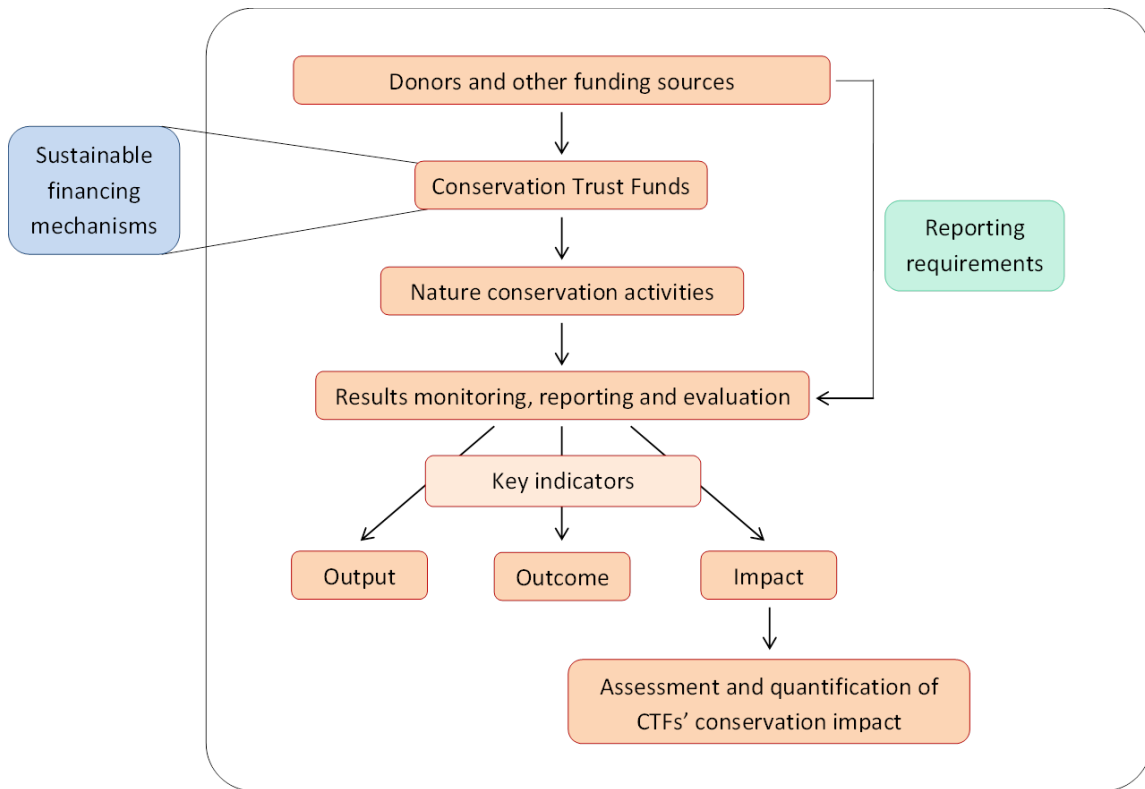 Donors and other funding sources
Sustainable
financing
mechanisms
Conservation Trust Funds
Reporting
requirements
Nature conservation activities
Results monitoring, reporting and evaluation
Key indicators
Output
Outcome
Impact
Assessment and quantification of
CTFs’ conservation impact